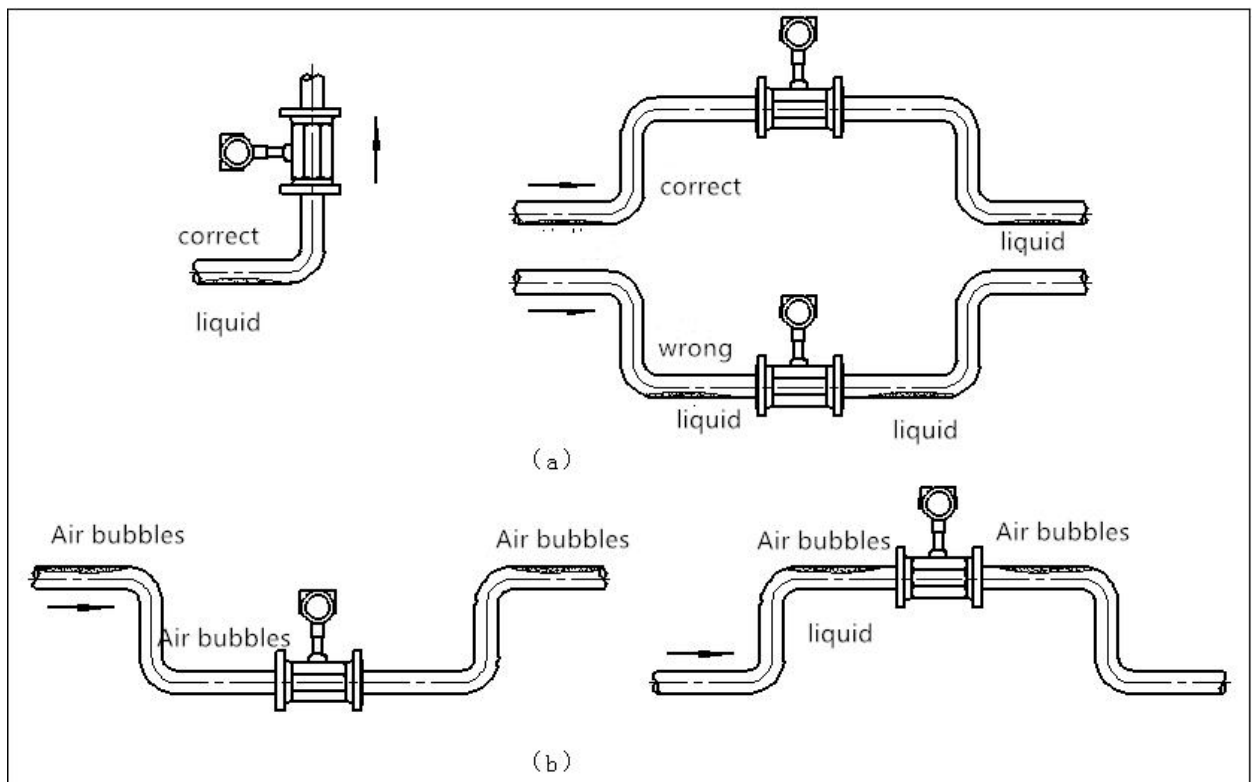 correct
liquid
correct
liquid
wrong
liquid
liquid
（a）
Air bubbles
Air bubbles
Air bubbles
Air bubbles
Air bubbles
liquid
（b）